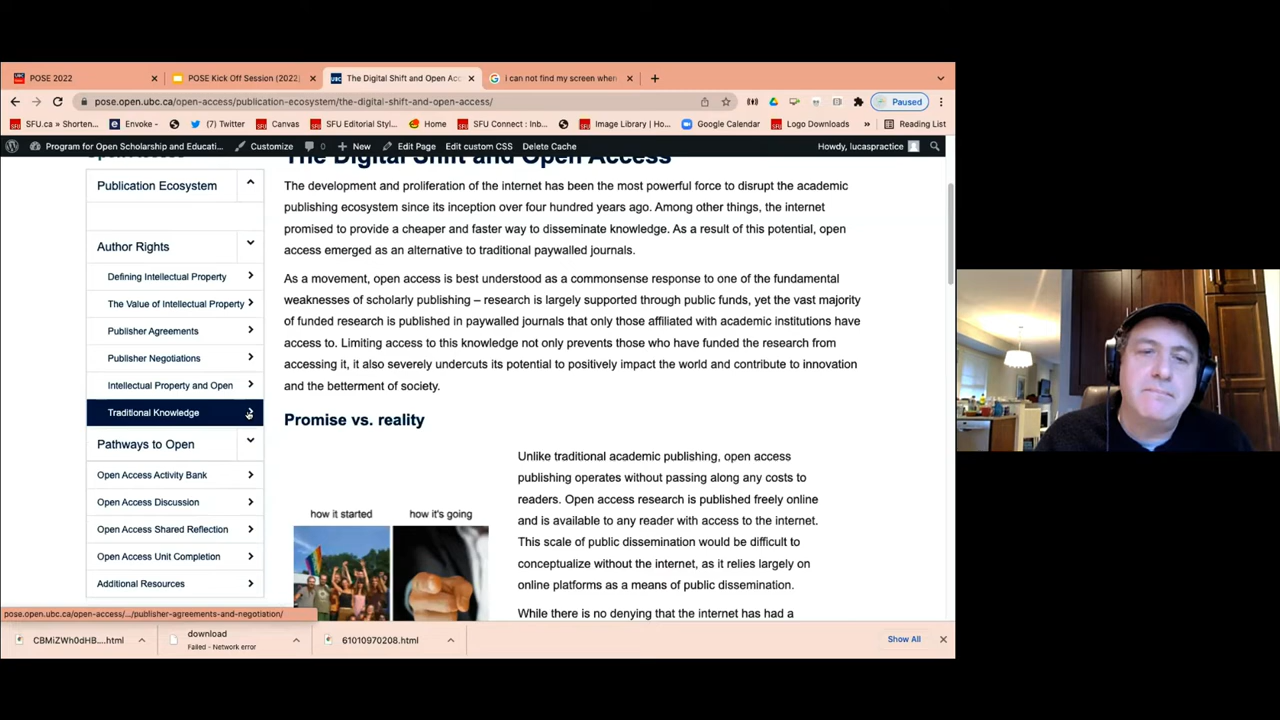 POSE 2022
POSE Kick Off Session (2022)
The Digital Shift and Open Acc
i can not find my screen when
pose.open.ubc.ca/open-access/publication-ecosystem/the-digital-shift-and-open-access/
Paused
SFU.ca » Shorten...
Envoke -
(7) Twitter
Canvas
SFU Editorial Styl...
Home
SFU Connect : Inb...
Image Library | Ho...
Google Calendar
Logo Downloads
»
Reading List
Program for Open Scholarship and Educati...
Customize
0
New
Edit Page
Edit custom CSS
Delete Cache
Howdy, lucaspractice
The Digital Shift and Open Access
Publication Ecosystem
Author Rights
Defining Intellectual Property
The Value of Intellectual Property
Publisher Agreements
Publisher Negotiations
Intellectual Property and Open
Traditional Knowledge
Pathways to Open
Open Access Activity Bank
Open Access Discussion
Open Access Shared Reflection
Open Access Unit Completion
Additional Resources
The development and proliferation of the internet has been the most powerful force to disrupt the academic
publishing ecosystem since its inception over four hundred years ago. Among other things, the internet
promised to provide a cheaper and faster way to disseminate knowledge. As a result of this potential, open
access emerged as an alternative to traditional paywalled journals.
As a movement, open access is best understood as a commonsense response to one of the fundamental
weaknesses of scholarly publishing – research is largely supported through public funds, yet the vast majority
of funded research is published in paywalled journals that only those affiliated with academic institutions have
access to. Limiting access to this knowledge not only prevents those who have funded the research from
accessing it, it also severely undercuts its potential to positively impact the world and contribute to innovation
and the betterment of society.
Promise vs. reality
how it started
how it's going
Unlike traditional academic publishing, open access
publishing operates without passing along any costs to
readers. Open access research is published freely online
and is available to any reader with access to the internet.
This scale of public dissemination would be difficult to
conceptualize without the internet, as it relies largely on
online platforms as a means of public dissemination.
While there is no denying that the internet has had a
pose.open.ubc.ca/open-access/.../publisher-agreements-and-negotiation/
CBMiZWh0dHB....html
download
Failed - Network error
61010970208.html
Show All